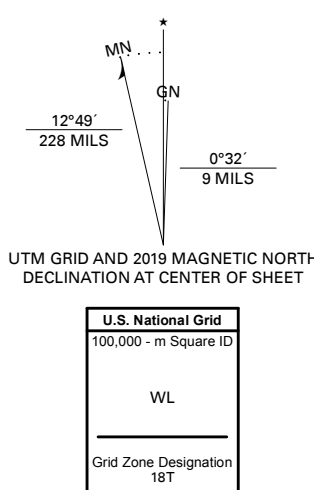 ★
MN
GN
12°49´
228 MILS
0°32´
9 MILS
UTM GRID AND 2019 MAGNETIC NORTH
DECLINATION AT CENTER OF SHEET
U.S. National Grid
100,000 - m Square ID
WL
Grid Zone Designation
18T